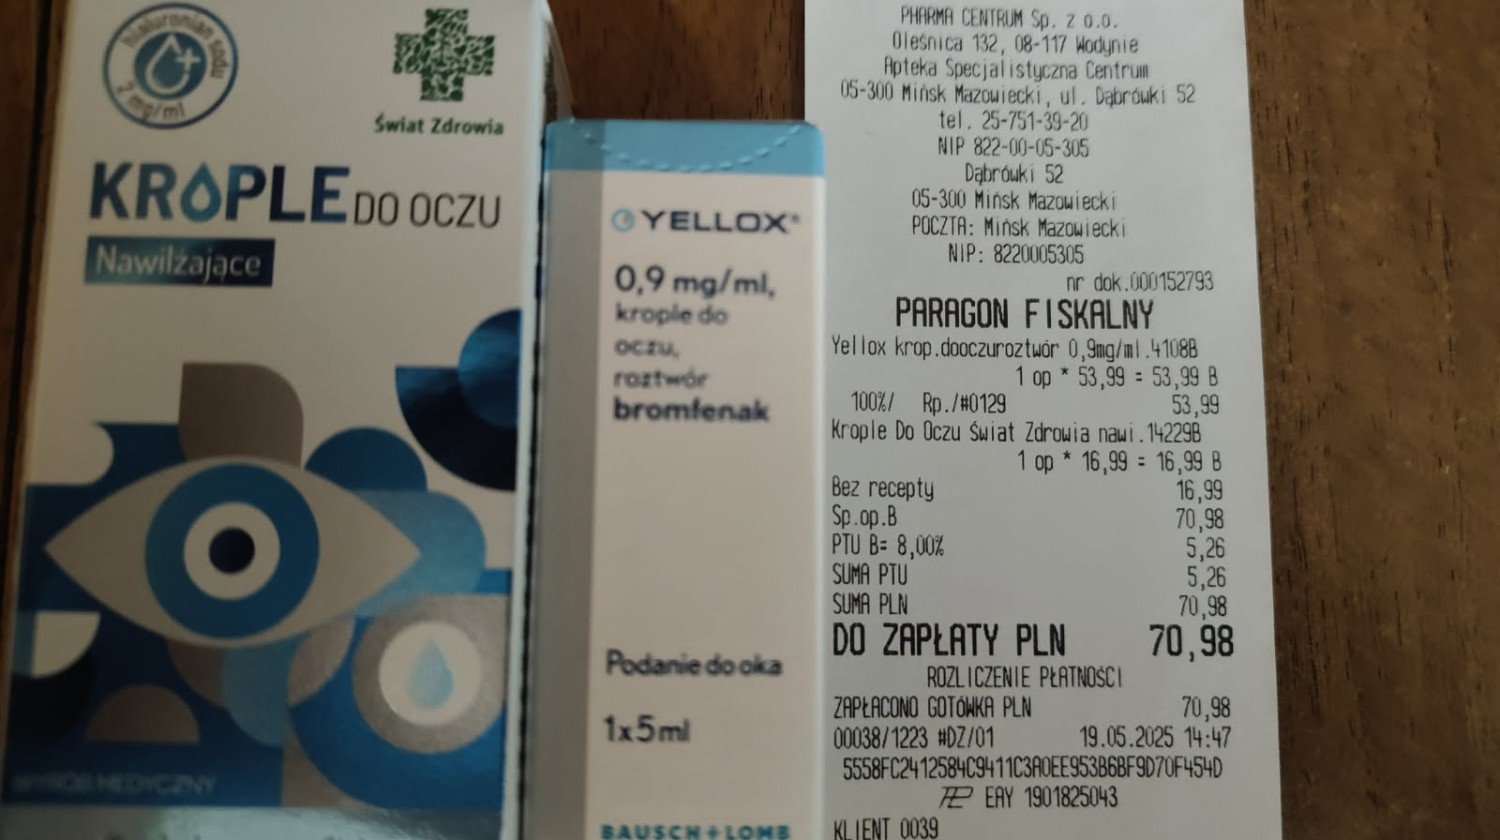 hialuronian sodu
2 mg/ml
Świat Zdrowia
KROPLE DO OCZU
Nawilżające
WYRÓB MEDYCZNY
YELLOX®
0,9 mg/ml,
krople do
oczu,
roztwór
bromfenak
Podanie do oka
1x5ml
BAUSCH+LOMB
PHARMA CENTRUM Sp. z o.o.
Oleśnica 132, 08-117 Wodynie
Apteka Specjalistyczna Centrum
05-300 Mińsk Mazowiecki, ul. Dąbrówki 52
tel. 25-751-39-20
NIP 822-00-05-305
Dąbrówki 52
05-300 Mińsk Mazowiecki
POCZTA: Mińsk Mazowiecki
NIP: 8220005305
nr dok.000152793
PARAGON FISKALNY
Yellox krop.dooczuroztwór 0,9mg/ml.4108B
1 op * 53,99 = 53,99 B
100%/ Rp./#0129 53,99
Krople Do Oczu Świat Zdrowia nawi.14229B
1 op * 16,99 = 16,99 B
Bez recepty 16,99
Sp.op.B 70,98
PTU B= 8,00% 5,26
SUMA PTU 5,26
SUMA PLN 70,98
DO ZAPŁATY PLN 70,98
ROZLICZENIE PŁATNOŚCI
ZAPŁACONO GOTÓWKA PLN 70,98
00038/1223 #DZ/01 19.05.2025 14:47
5558FC2412584C9411C3A0EE953B6BF9D70F454D
EAY 1901825043
KLIENT 0039